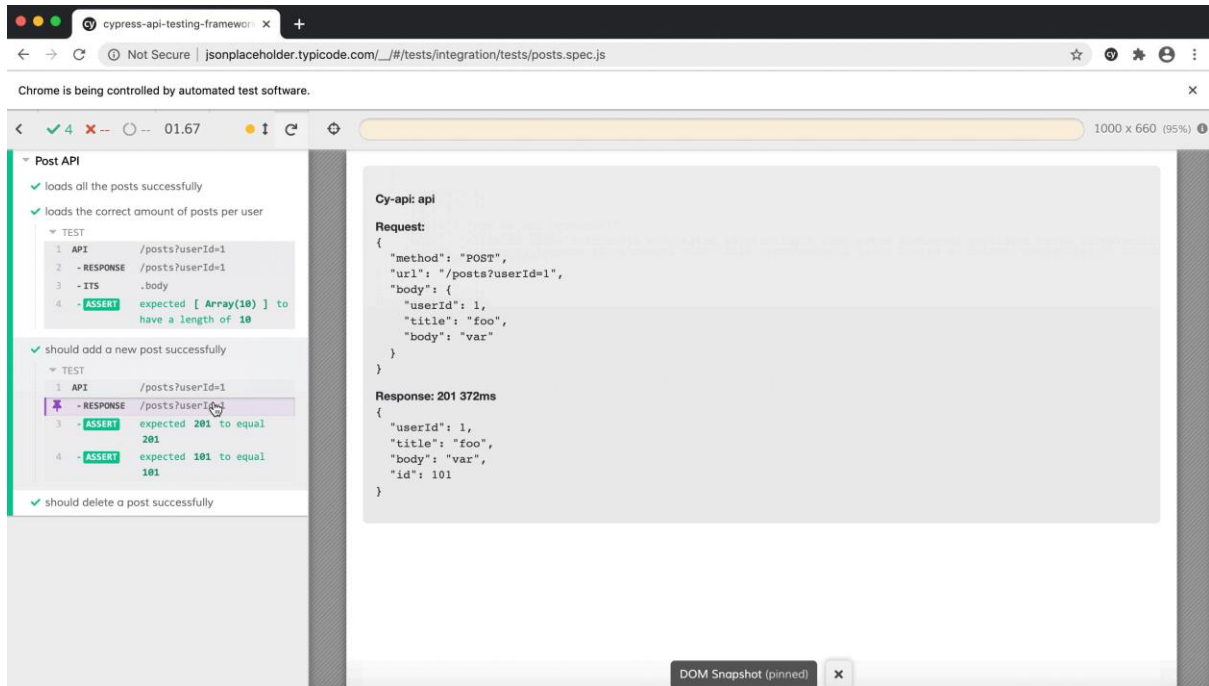 cypress-api-testing-framewor
Not Secure | jsonplaceholder.typicode.com/__/#/tests/integration/tests/posts.spec.js
Chrome is being controlled by automated test software.
4 -- -- 01.67
1000 x 660 (95%)
Post API
loads all the posts successfully
loads the correct amount of posts per user
TEST
1 API /posts?userId=1
2 - RESPONSE /posts?userId=1
3 - ITS .body
4 - ASSERT expected [ Array(10) ] to
have a length of 10
should add a new post successfully
TEST
1 API /posts?userId=1
- RESPONSE /posts?userId=1
3 - ASSERT expected 201 to equal
201
4 - ASSERT expected 101 to equal
101
should delete a post successfully
Cy-api: api
Request:
{
"method": "POST",
"url": "/posts?userId=1",
"body": {
"userId": 1,
"title": "foo",
"body": "var"
}
}
Response: 201 372ms
{
"userId": 1,
"title": "foo",
"body": "var",
"id": 101
}
DOM Snapshot (pinned)